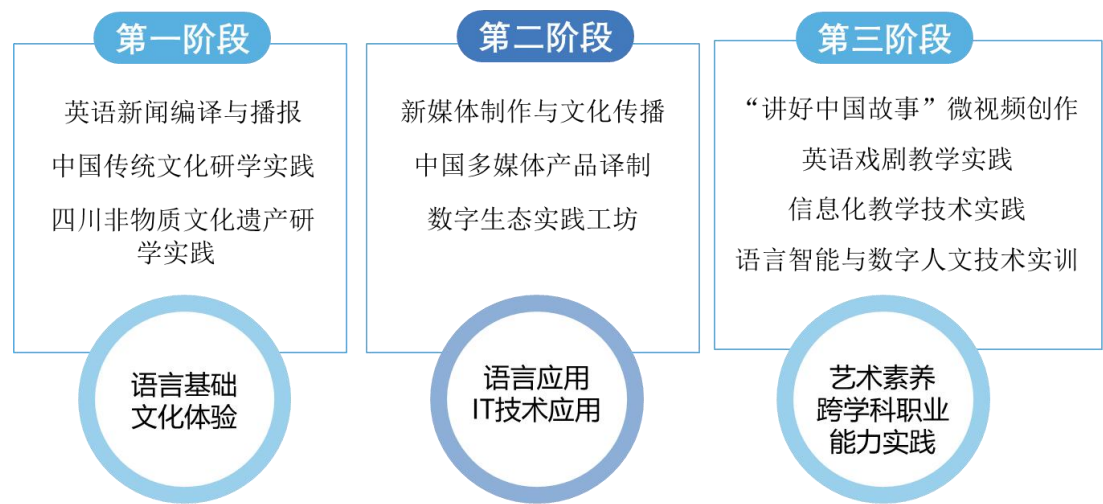 第一阶段
英语新闻编译与播报
中国传统文化研学实践
四川非物质文化遗产研
学实践
语言基础
文化体验
第二阶段
新媒体制作与文化传播
中国多媒体产品译制
数字生态实践工坊
语言应用
IT技术应用
第三阶段
“讲好中国故事”微视频创作
英语戏剧教学实践
信息化教学技术实践
语言智能与数字人文技术实训
艺术素养
跨学科职业
能力实践